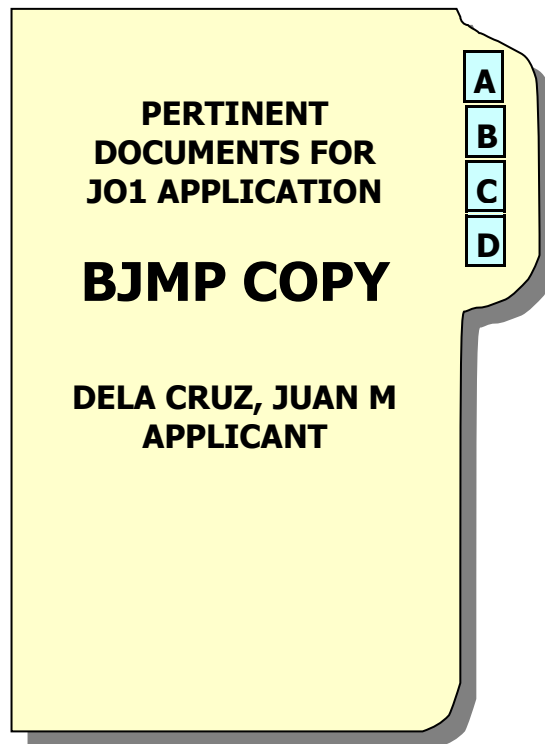 PERTINENT
DOCUMENTS FOR
JO1 APPLICATION
BJMP COPY
DELA CRUZ, JUAN M
APPLICANT
A
B
C
D